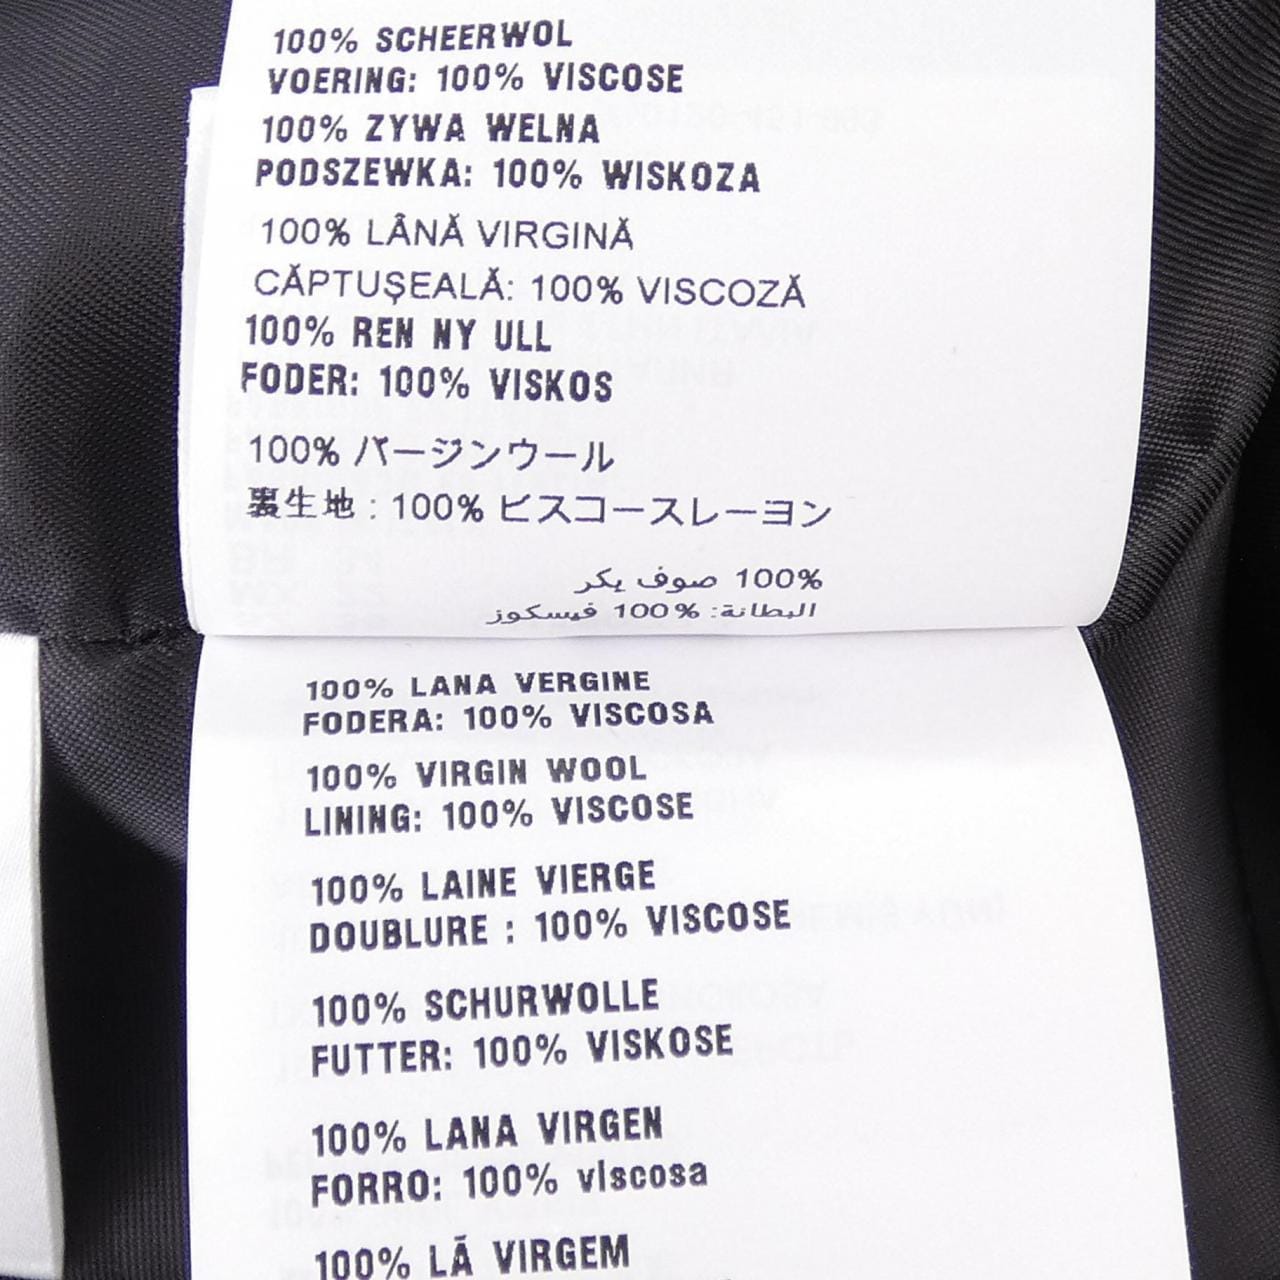 100% SCHEERWOL
VOERING: 100% VISCOSE
100% ZYWA WELNA
PODSZEWKA: 100% WISKOZA
100% LÂNĂ VIRGINĂ
CĂPTUŞEALĂ: 100% VISCOZĂ
100% REN NY ULL
FODER: 100% VISKOS
100% バージンウール
裏生地 : 100% ビスコースレーヨン
100% صوف بكر
البطانة: %100 فيسكوز
100% LANA VERGINE
FODERA: 100% VISCOSA
100% VIRGIN WOOL
LINING: 100% VISCOSE
100% LAINE VIERGE
DOUBLURE : 100% VISCOSE
100% SCHURWOLLE
FUTTER: 100% VISKOSE
100% LANA VIRGEN
FORRO: 100% vIscosa
100% LÃ VIRGEM